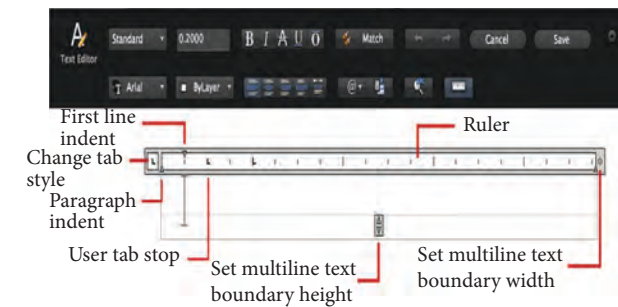 Standard 0.2000 B I A U O Match Cancel Save
Text Editor
Arial ByLayer @
First line
indent
Ruler
Change tab
style
Paragraph
indent
User tab stop
Set multiline text
boundary height
Set multiline text
boundary width